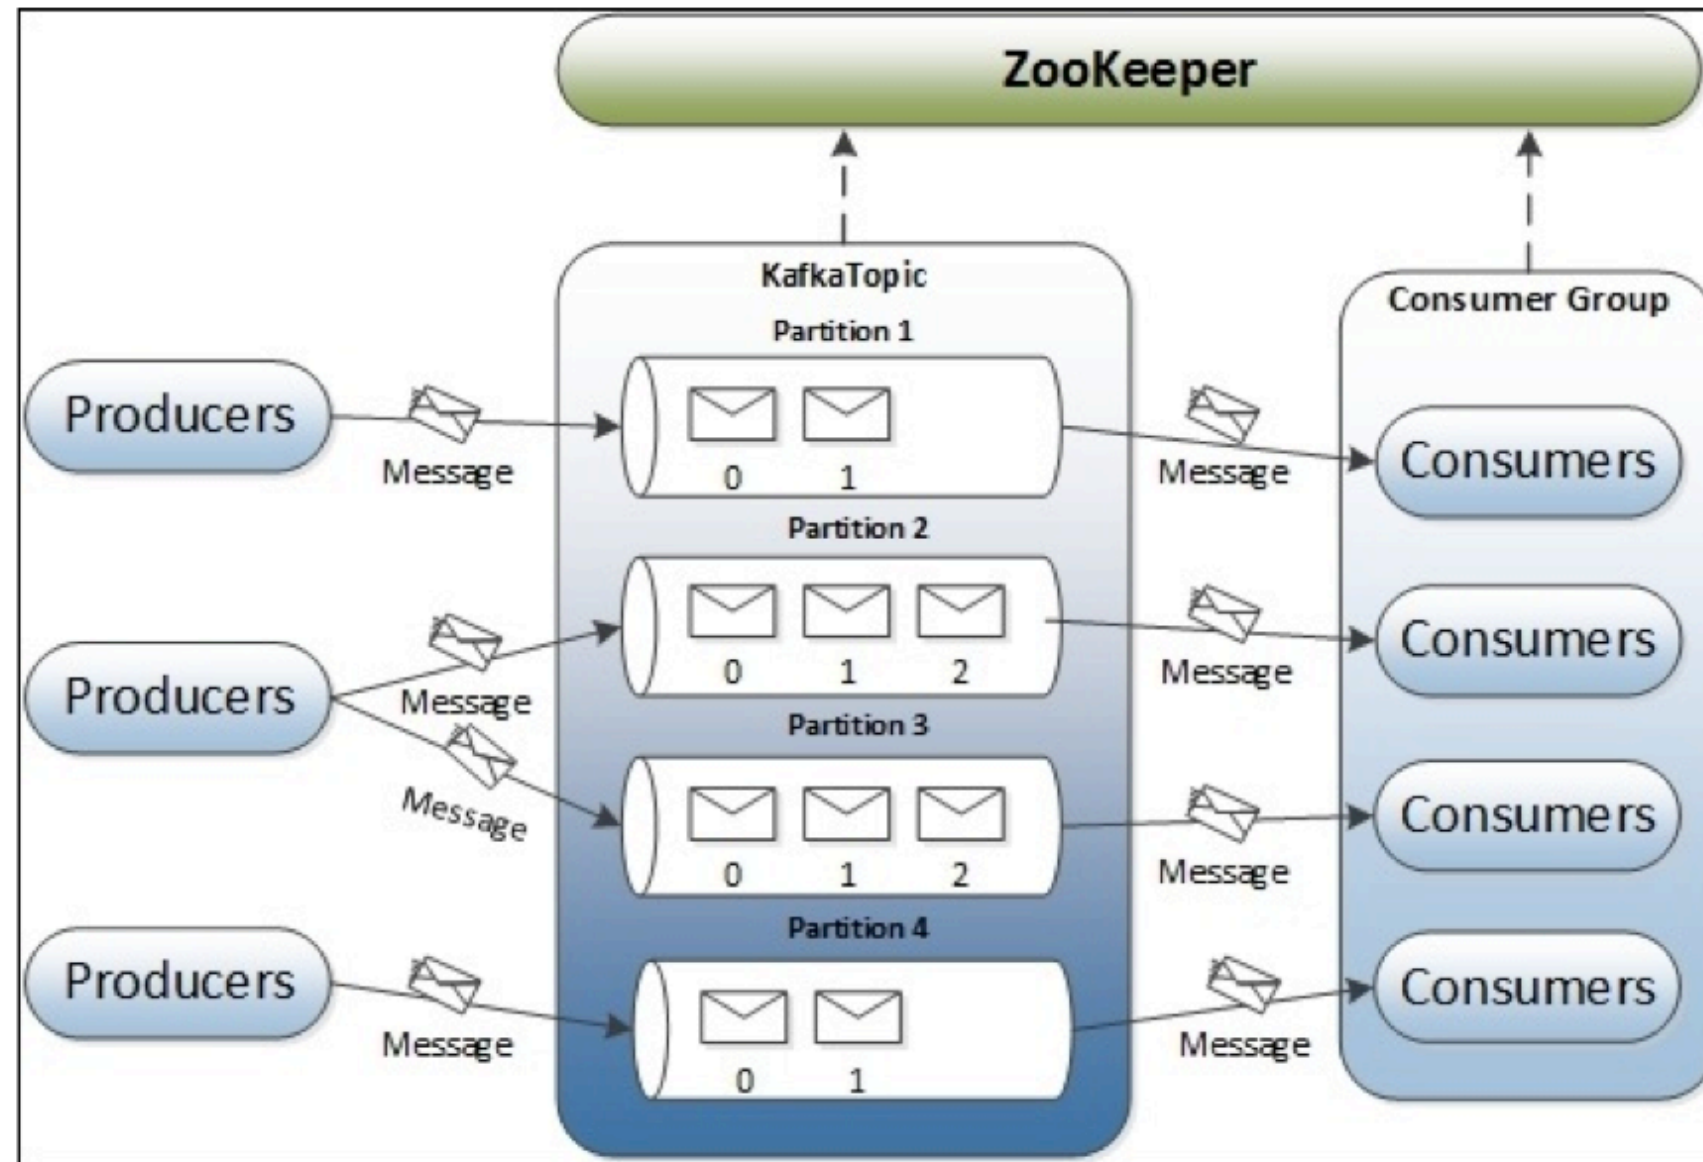 ZooKeeper
KafkaTopic
Consumer Group
Partition 1
Producers
Message
0 1
Message
Consumers
Partition 2
Producers
Message
0 1 2
Message
Consumers
Partition 3
Message
0 1 2
Message
Consumers
Partition 4
Producers
Message
0 1
Message
Consumers